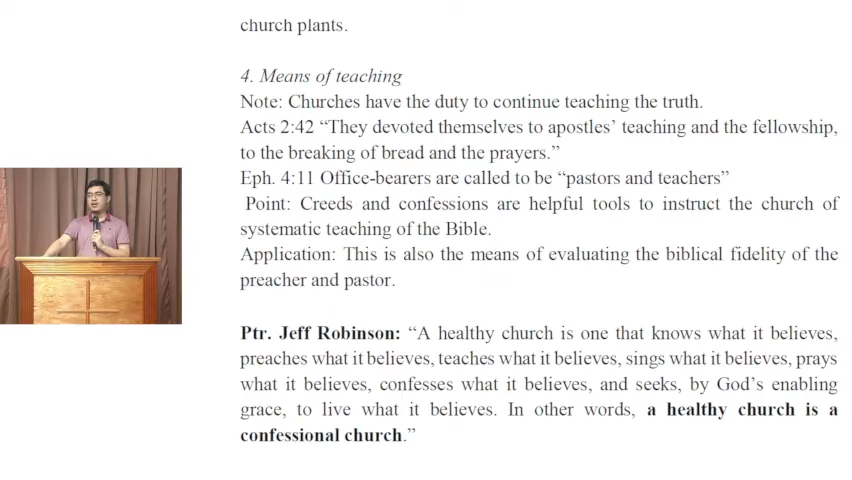 church plants.
4. Means of teaching
Note: Churches have the duty to continue teaching the truth.
Acts 2:42 “They devoted themselves to apostles’ teaching and the fellowship,
to the breaking of bread and the prayers.”
Eph. 4:11 Office-bearers are called to be “pastors and teachers”
Point: Creeds and confessions are helpful tools to instruct the church of
systematic teaching of the Bible.
Application: This is also the means of evaluating the biblical fidelity of the
preacher and pastor.
Ptr. Jeff Robinson: “A healthy church is one that knows what it believes,
preaches what it believes, teaches what it believes, sings what it believes, prays
what it believes, confesses what it believes, and seeks, by God’s enabling
grace, to live what it believes. In other words, a healthy church is a
confessional church.”